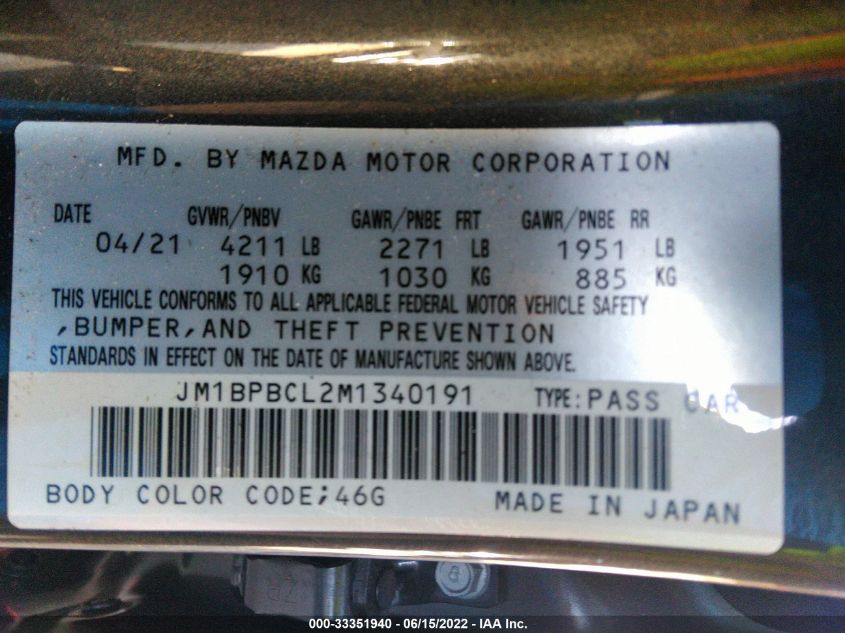 MFD. BY MAZDA MOTOR CORPORATION
DATE GVWR/PNBV GAWR/PNBE FRT GAWR/PNBE RR
04/21 4211 LB 2271 LB 1951 LB
1910 KG 1030 KG 885 KG
THIS VEHICLE CONFORMS TO ALL APPLICABLE FEDERAL MOTOR VEHICLE SAFETY
,BUMPER,AND THEFT PREVENTION
STANDARDS IN EFFECT ON THE DATE OF MANUFACTURE SHOWN ABOVE.
JM1BPBCL2M1340191 TYPE:PASS CAR
BODY COLOR CODE;46G MADE IN JAPAN
8
000-33351940 - 06/15/2022 - IAA Inc.